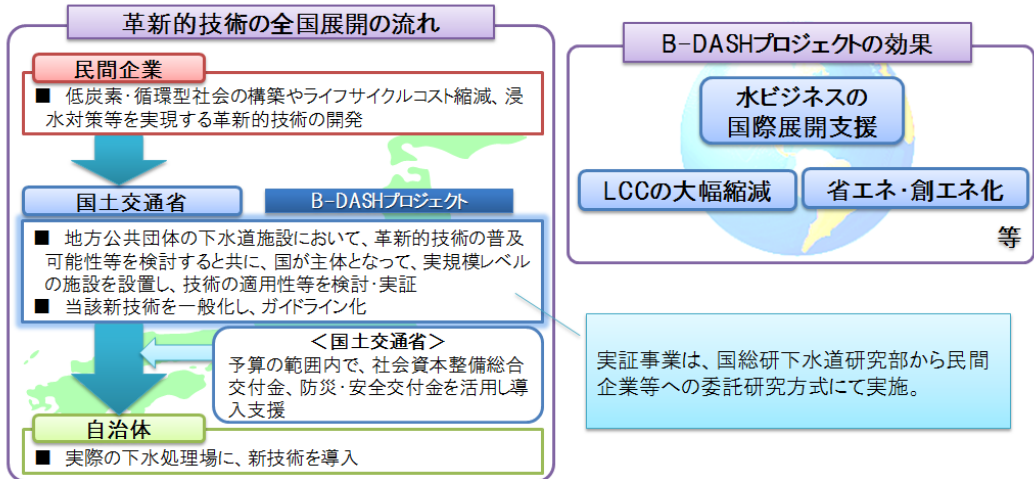 革新的技術の全国展開の流れ
民間企業
■ 低炭素・循環型社会の構築やライフサイクルコスト縮減、浸
水対策等を実現する革新的技術の開発
国土交通省
B-DASHプロジェクト
■ 地方公共団体の下水道施設において、革新的技術の普及
可能性等を検討すると共に、国が主体となって、実規模レベル
の施設を設置し、技術の適用性等を検討・実証
■ 当該新技術を一般化し、ガイドライン化
＜国土交通省＞
予算の範囲内で、社会資本整備総合
交付金、防災・安全交付金を活用し導
入支援
自治体
■ 実際の下水処理場に、新技術を導入
B-DASHプロジェクトの効果
水ビジネスの
国際展開支援
LCCの大幅縮減
省エネ・創エネ化
等
実証事業は、国総研下水道研究部から民間
企業等への委託研究方式にて実施。